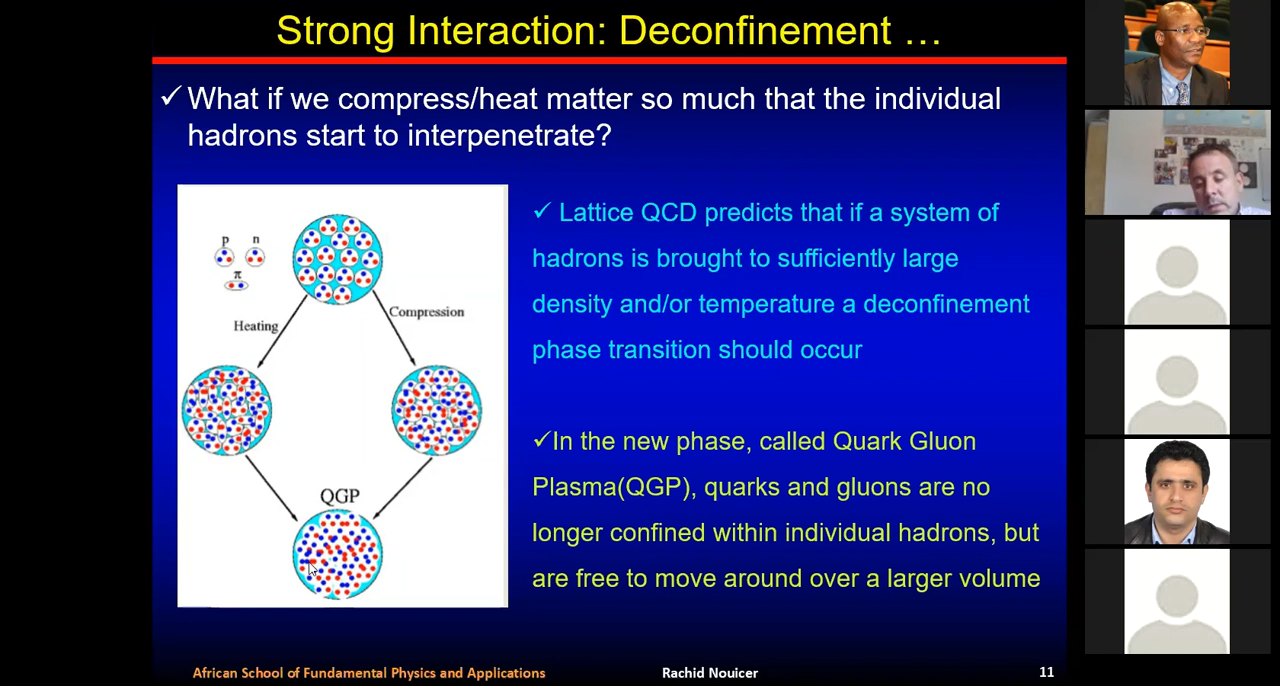 Strong Interaction: Deconfinement …
✓ What if we compress/heat matter so much that the individual
hadrons start to interpenetrate?
p n
π
Heating
Compression
QGP
✓ Lattice QCD predicts that if a system of
hadrons is brought to sufficiently large
density and/or temperature a deconfinement
phase transition should occur
✓In the new phase, called Quark Gluon
Plasma(QGP), quarks and gluons are no
longer confined within individual hadrons, but
are free to move around over a larger volume
African School of Fundamental Physics and Applications Rachid Nouicer 11